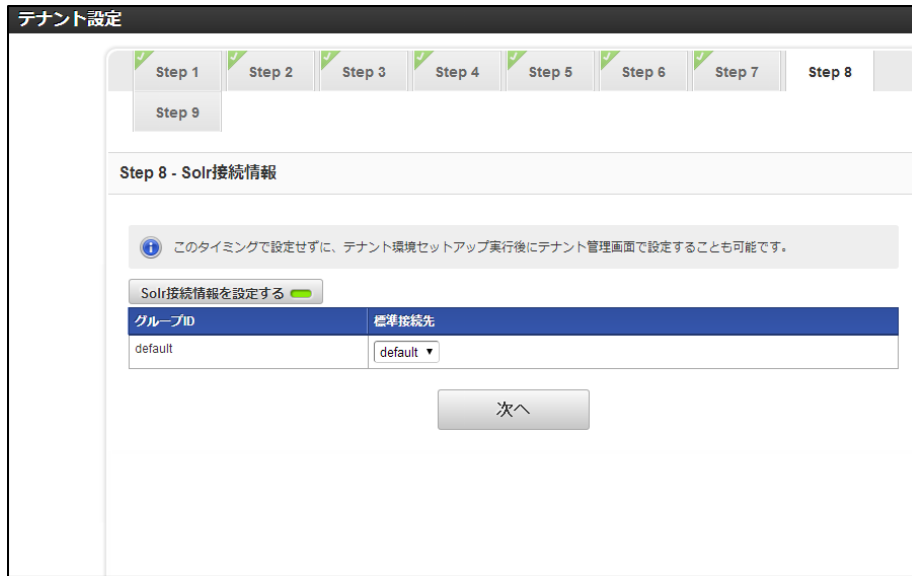 テナント設定
Step 1 Step 2 Step 3 Step 4 Step 5 Step 6 Step 7 Step 8
Step 9
Step 8 - Solr接続情報
このタイミングで設定せずに、テナント環境セットアップ実行後にテナント管理画面で設定することも可能です。
Solr接続情報を設定する
グループID 標準接続先
default default
次へ